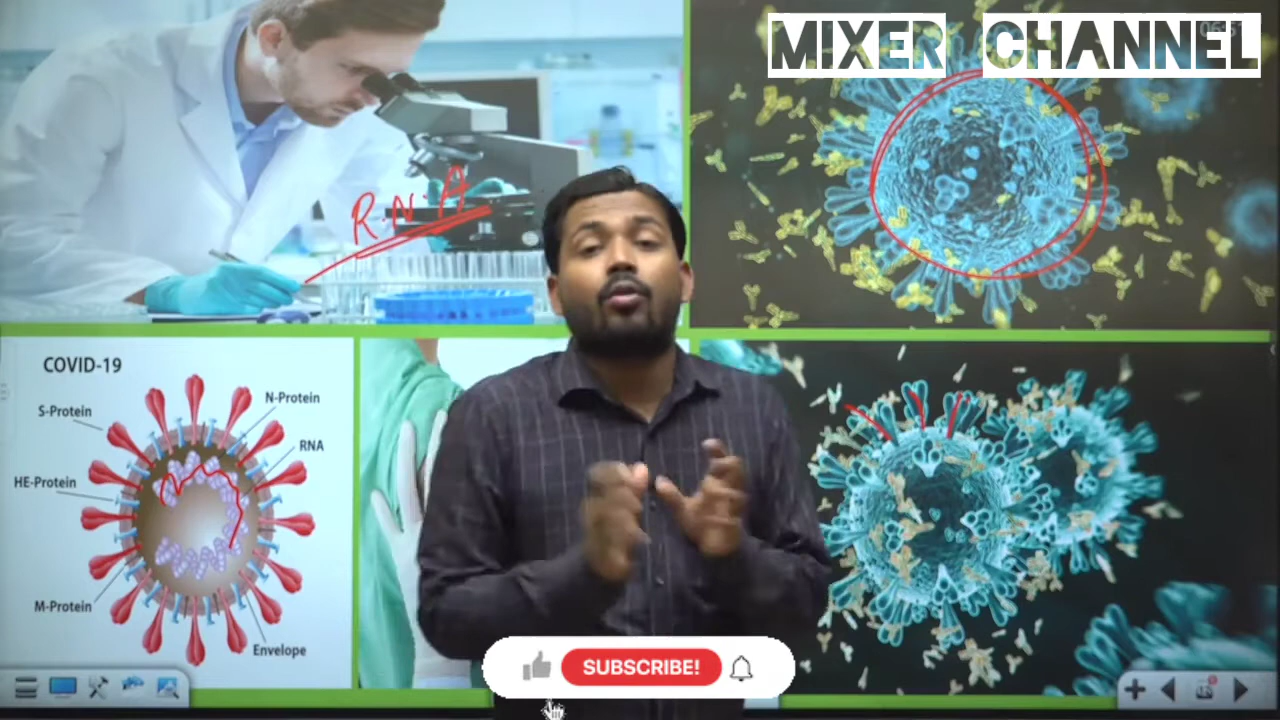 MIXER CHANNEL
RNA
COVID-19
S-Protein
N-Protein
RNA
HE-Protein
M-Protein
Envelope
SUBSCRIBE!